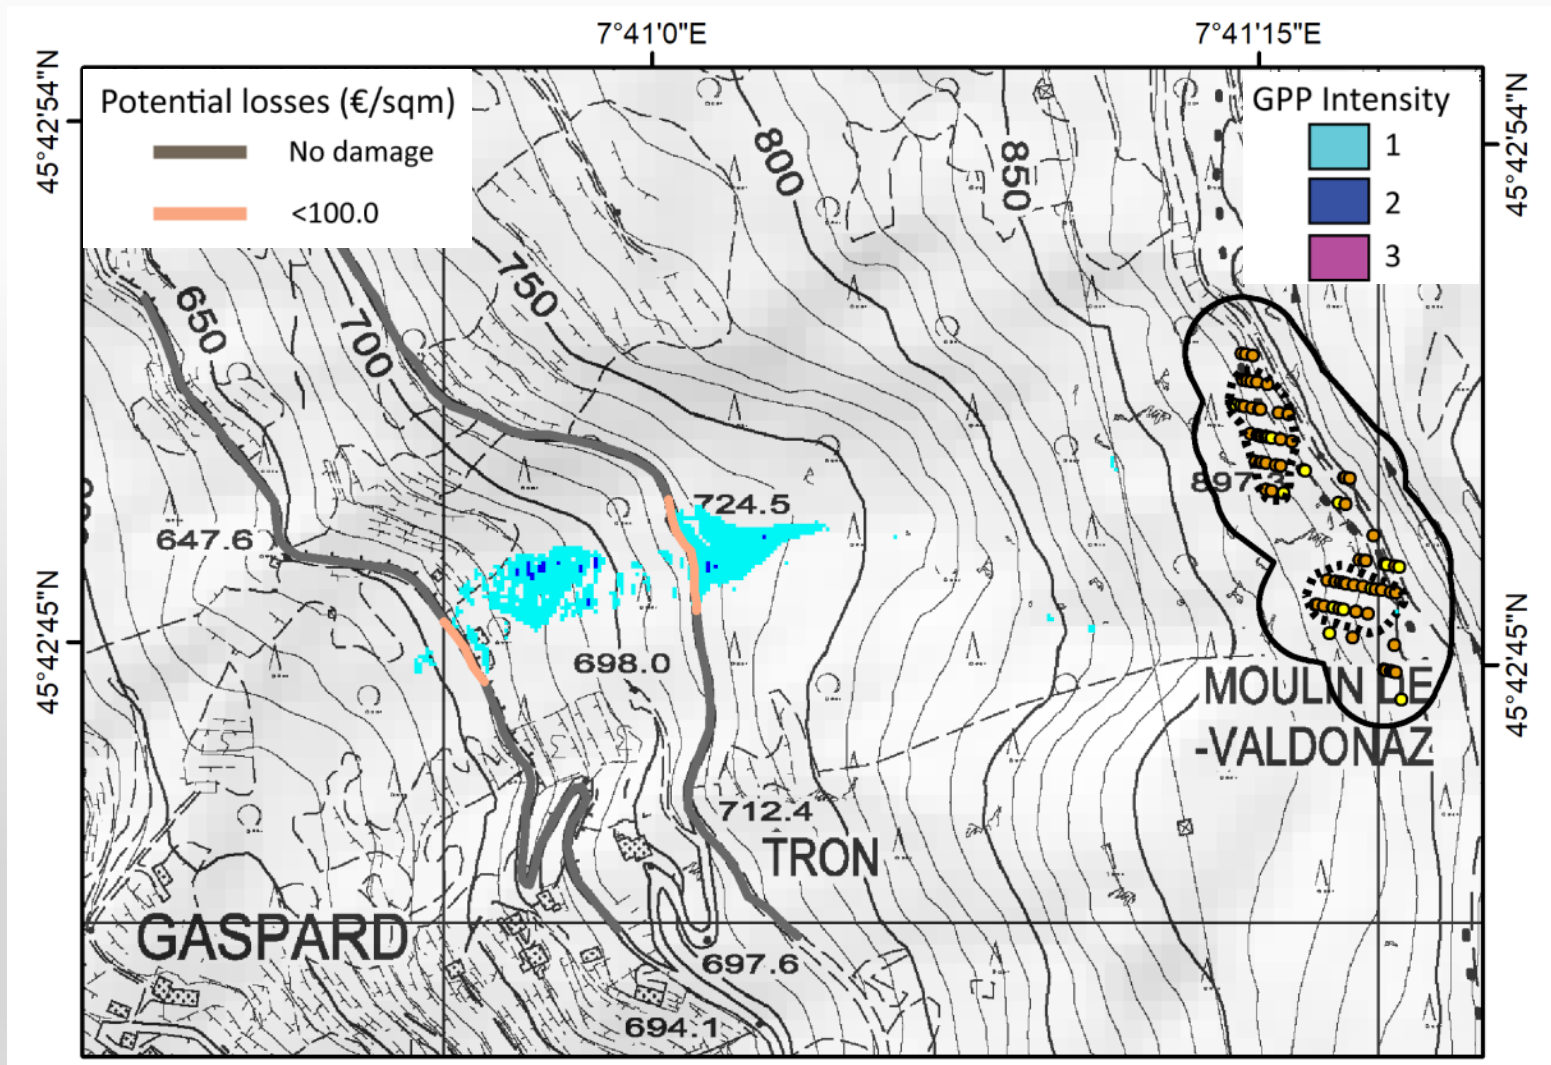 7°41'0"E
7°41'15"E
45°42'54"N
45°42'54"N
Potential losses (€/sqm)
No damage
<100.0
GPP Intensity
1
2
3
800
850
750
650
700
897.3
724.5
647.6
45°42'45"N
45°42'45"N
698.0
MOULIN DE
-VALDONAZ
712.4
TRON
GASPARD
697.6
694.1